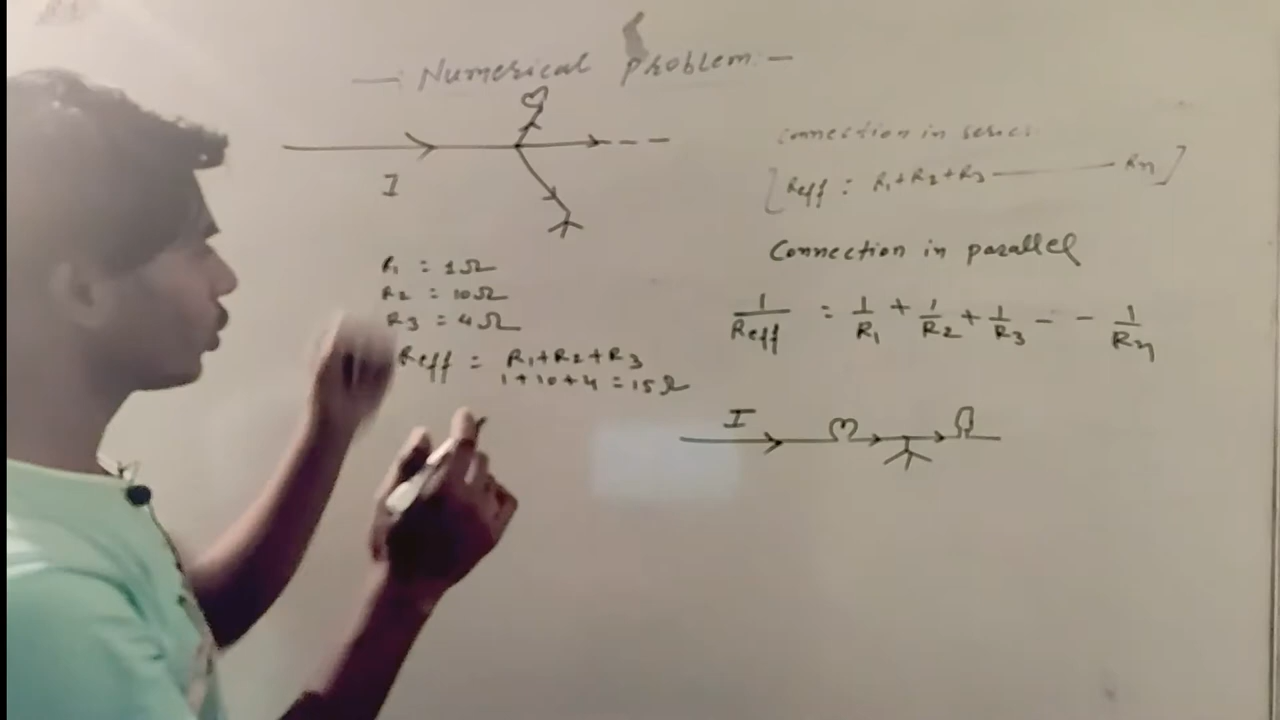 Numerical Problem
I
R1 = 1Ω
R2 = 10Ω
R3 = 4Ω
Reff = R1+R2+R3
1+10+4 = 15Ω
Connection in series
[Reff = R1+R2+R3 ——— Rn]
Connection in parallel
1/Reff = 1/R1 + 1/R2 + 1/R3 - - 1/Rn
I